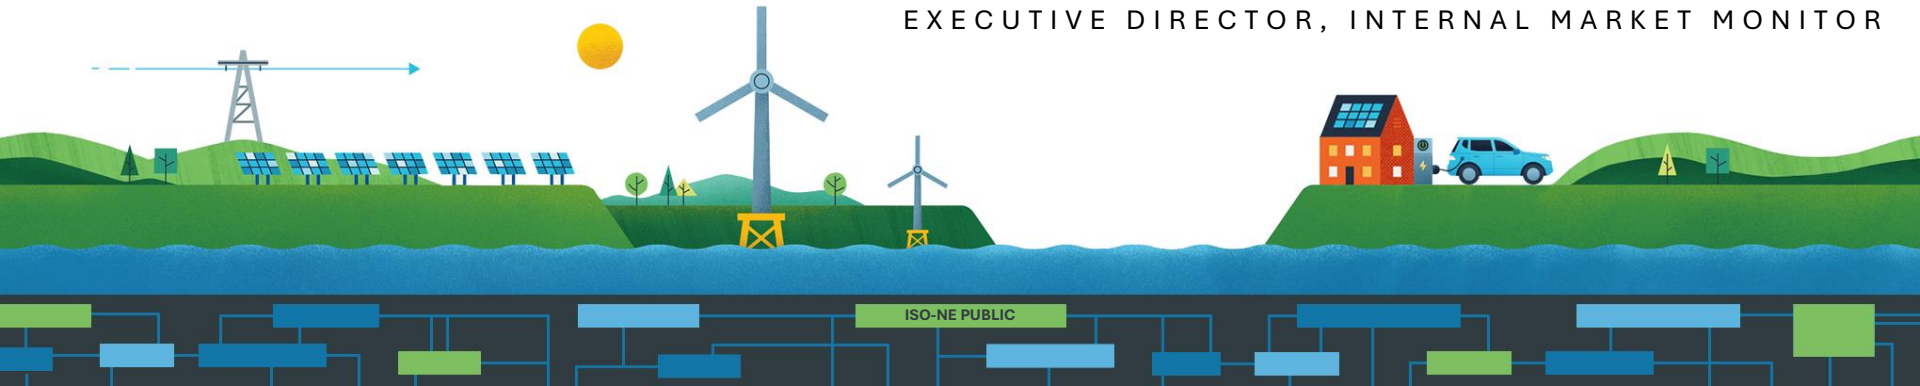 EXECUTIVE DIRECTOR, INTERNAL MARKET MONITOR
ISO-NE PUBLIC